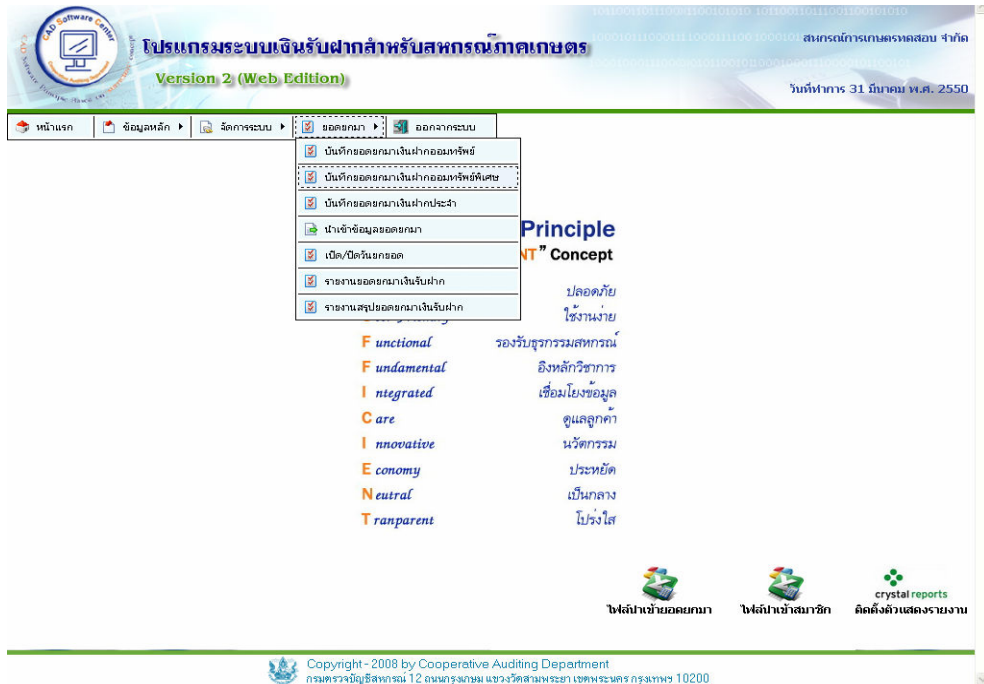 โปรแกรมระบบเงินรับฝากสำหรับสหกรณ์ภาคเกษตร
Version 2 (Web Edition)
สหกรณ์การเกษตรทดสอบ จำกัด
วันที่ทำการ 31 มีนาคม พ.ศ. 2550
หน้าแรก ข้อมูลหลัก จัดการระบบ ยอดยกมา ออกจากระบบ
บันทึกยอดยกมาเงินฝากออมทรัพย์
บันทึกยอดยกมาเงินฝากออมทรัพย์พิเศษ
บันทึกยอดยกมาเงินฝากประจำ
นำเข้าข้อมูลยอดยกมา
เปิด/ปิดวันยกยอด
รายงานยอดยกมาเงินรับฝาก
รายงานสรุปยอดยกมาเงินรับฝาก
Principle
NT" Concept
ปลอดภัย
ใช้งานง่าย
F unctional รองรับธุรกรรมสหกรณ์
F undamental อิงหลักวิชาการ
I ntegrated เชื่อมโยงข้อมูล
C are ดูแลลูกค้า
I nnovative นวัตกรรม
E conomy ประหยัด
N eutral เป็นกลาง
T ranparent โปร่งใส
crystal reports
ไฟล์นำเข้ายอดยกมา ไฟล์นำเข้าสมาชิก ติดตั้งตัวแสดงรายงาน
Copyright - 2008 by Cooperative Auditing Department
กรมตรวจบัญชีสหกรณ์ 12 ถนนกรุงเกษม แขวงวัดสามพระยา เขตพระนคร กรุงเทพฯ 10200